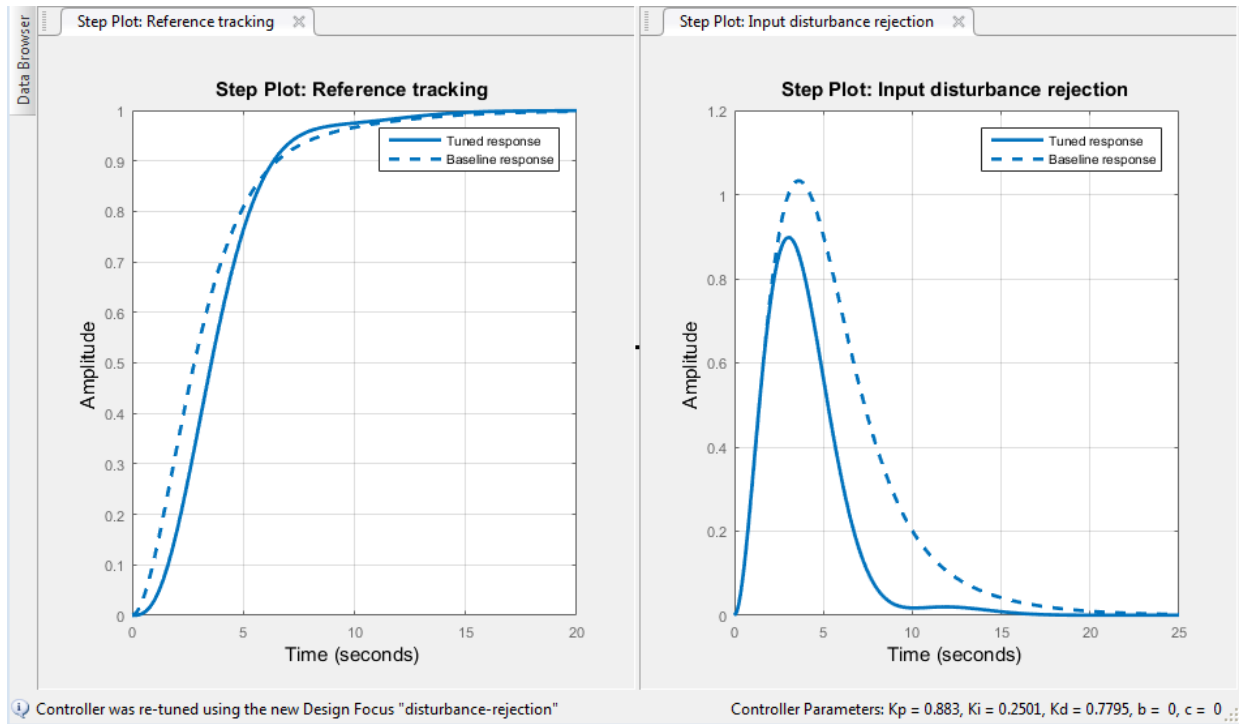 Data Browser
Step Plot: Reference tracking
Step Plot: Reference tracking
1
0.9
0.8
0.7
0.6
0.5
0.4
0.3
0.2
0.1
0
Amplitude
0 5 10 15 20
Time (seconds)
Tuned response
Baseline response
Step Plot: Input disturbance rejection
Step Plot: Input disturbance rejection
1.2
1
0.8
0.6
0.4
0.2
0
Amplitude
0 5 10 15 20 25
Time (seconds)
Tuned response
Baseline response
Controller was re-tuned using the new Design Focus "disturbance-rejection"
Controller Parameters: Kp = 0.883, Ki = 0.2501, Kd = 0.7795, b = 0, c = 0